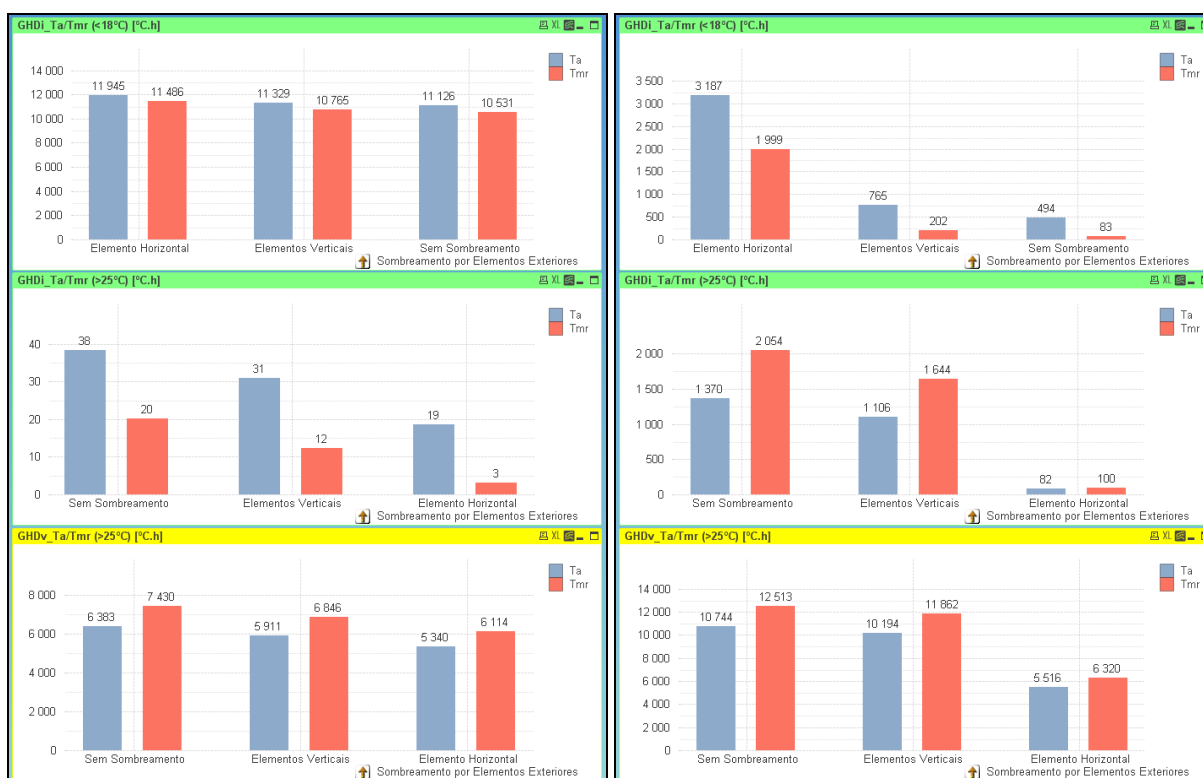 GHDi_Ta/Tmr (<18°C) [°C.h]
XL
Ta
Tmr
14 000
12 000
10 000
8 000
6 000
4 000
2 000
0
11 945
11 486
11 329
10 765
11 126
10 531
Elemento Horizontal
Elementos Verticais
Sem Sombreamento
Sombreamento por Elementos Exteriores
GHDi_Ta/Tmr (>25°C) [°C.h]
XL
Ta
Tmr
40
30
20
10
0
38
20
31
12
19
3
Sem Sombreamento
Elementos Verticais
Elemento Horizontal
Sombreamento por Elementos Exteriores
GHDv_Ta/Tmr (>25°C) [°C.h]
XL
Ta
Tmr
8 000
6 000
4 000
2 000
0
6 383
7 430
5 911
6 846
5 340
6 114
Sem Sombreamento
Elementos Verticais
Elemento Horizontal
Sombreamento por Elementos Exteriores
GHDi_Ta/Tmr (<18°C) [°C.h]
XL
Ta
Tmr
3 500
3 000
2 500
2 000
1 500
1 000
500
0
3 187
1 999
765
202
494
83
Elemento Horizontal
Elementos Verticais
Sem Sombreamento
Sombreamento por Elementos Exteriores
GHDi_Ta/Tmr (>25°C) [°C.h]
XL
Ta
Tmr
2 000
1 500
1 000
500
0
1 370
2 054
1 106
1 644
82
100
Sem Sombreamento
Elementos Verticais
Elemento Horizontal
Sombreamento por Elementos Exteriores
GHDv_Ta/Tmr (>25°C) [°C.h]
XL
Ta
Tmr
14 000
12 000
10 000
8 000
6 000
4 000
2 000
0
10 744
12 513
10 194
11 862
5 516
6 320
Sem Sombreamento
Elementos Verticais
Elemento Horizontal
Sombreamento por Elementos Exteriores